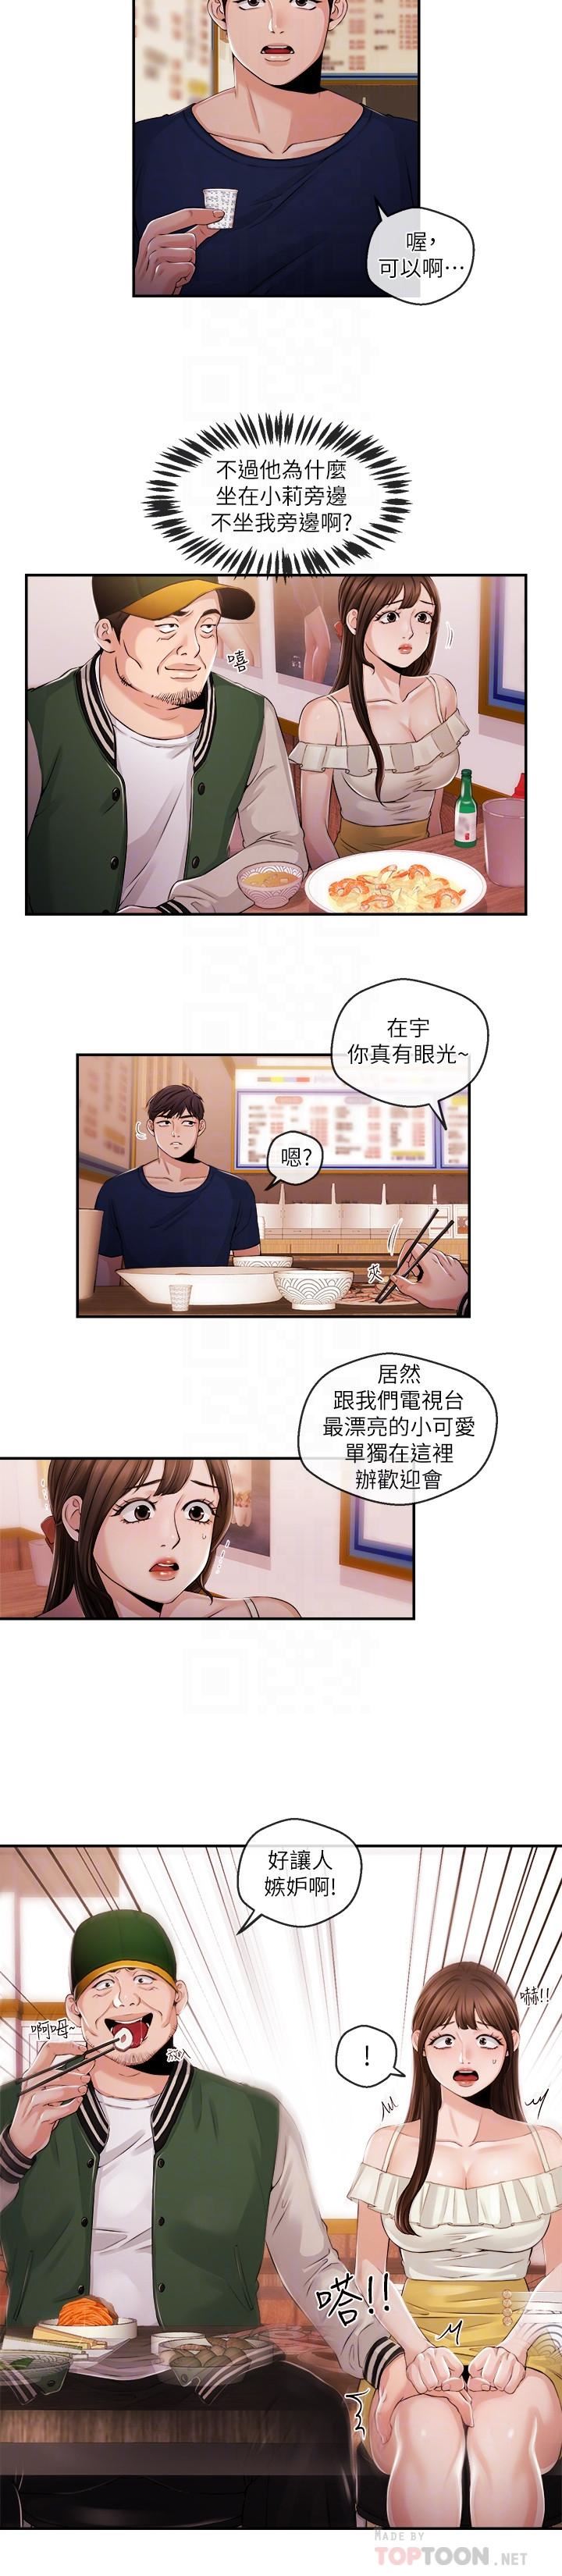 喔，
可以啊…
不過他為什麼
坐在小莉旁邊
不坐我旁邊啊?
嘻
在宇
你真有眼光~
嗯?
夾
居然
跟我們電視台
最漂亮的小可愛
單獨在這裡
辦歡迎會
好讓人
嫉妒啊!
嚇!!
啊呣~
!
嗒!!
MADE BY
TOPTOON.NET